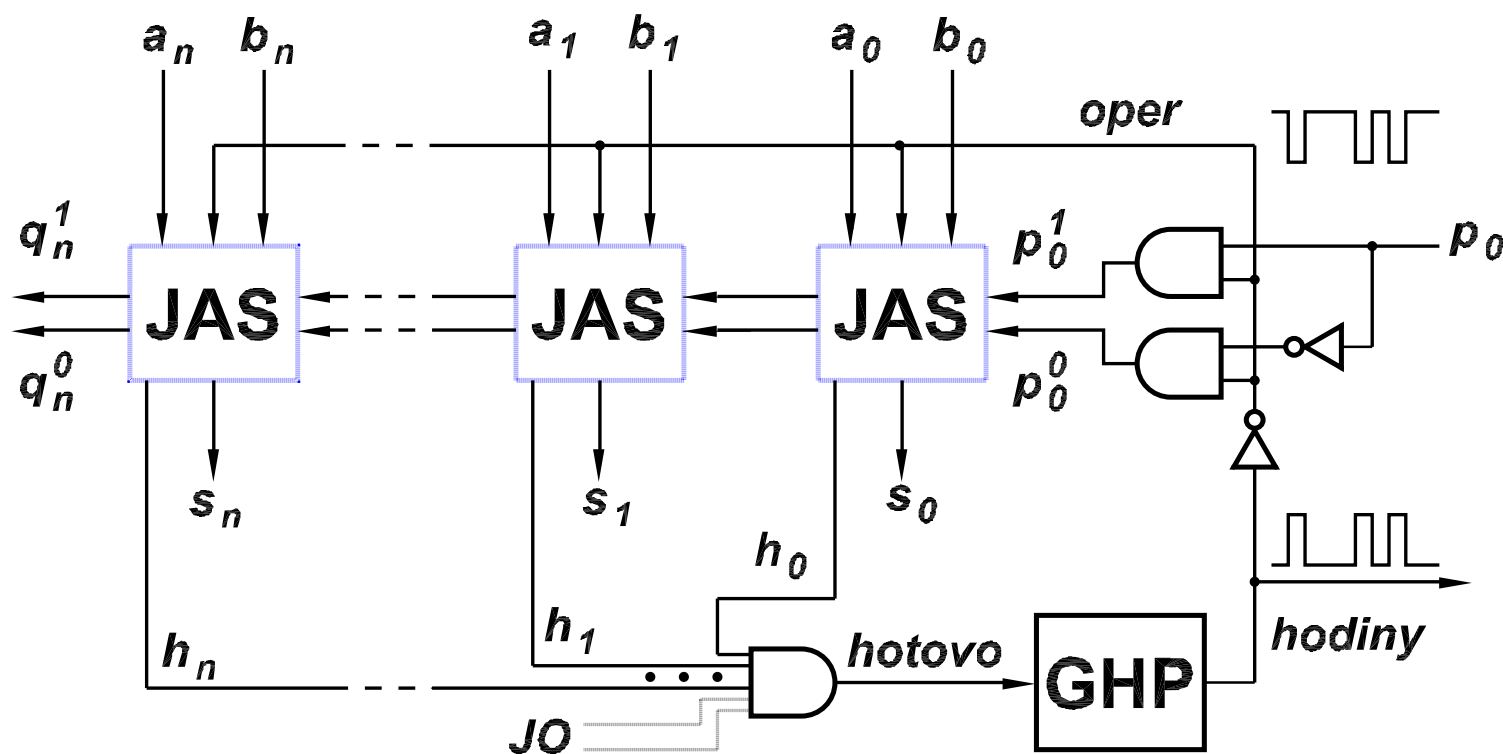 a n b n a 1 b 1 a 0 b 0
oper
q n 1 p 0 1 p 0
JAS JAS JAS
q n 0 p 0 0
s n s 1 s 0
h 0
h n h 1 hotovo GHP hodiny
JO